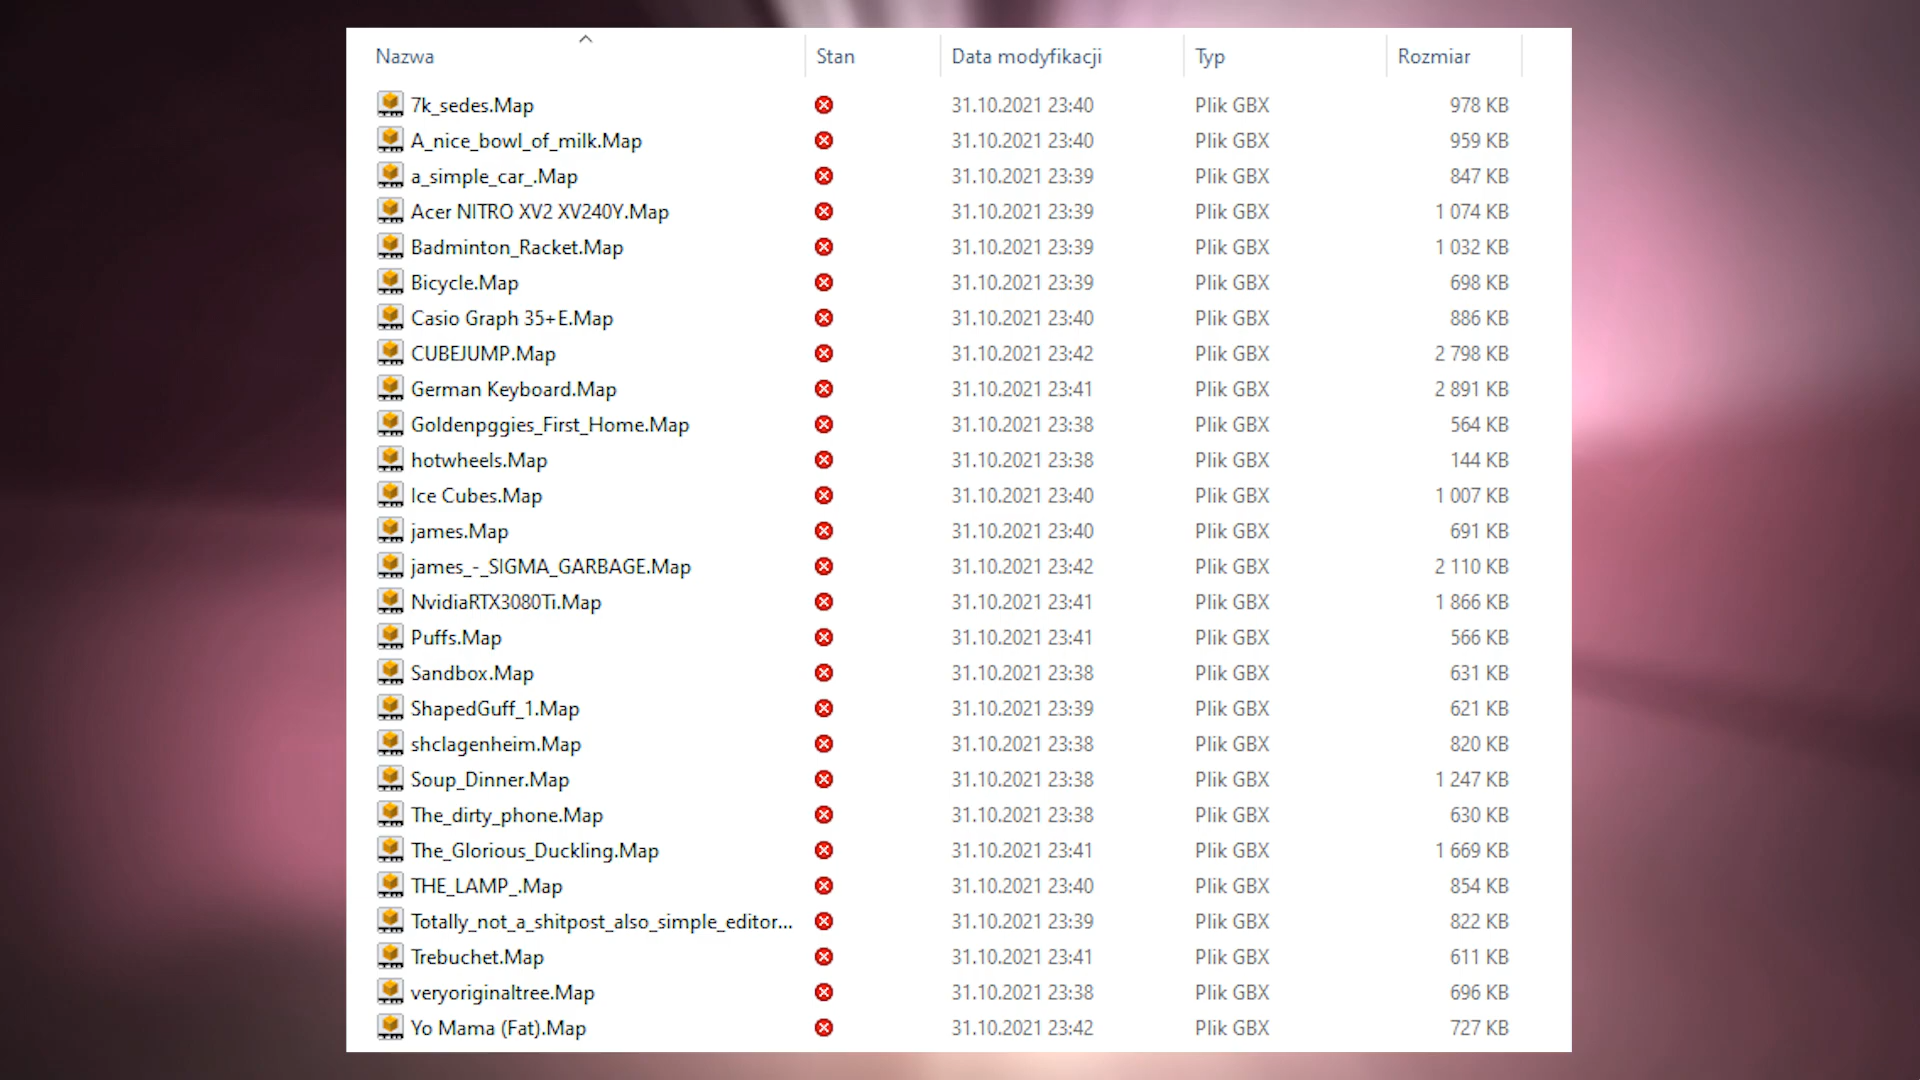 Nazwa Stan Data modyfikacji Typ Rozmiar
7k_sedes.Map 31.10.2021 23:40 Plik GBX 978 KB
A_nice_bowl_of_milk.Map 31.10.2021 23:40 Plik GBX 959 KB
a_simple_car_.Map 31.10.2021 23:39 Plik GBX 847 KB
Acer NITRO XV2 XV240Y.Map 31.10.2021 23:39 Plik GBX 1 074 KB
Badminton_Racket.Map 31.10.2021 23:39 Plik GBX 1 032 KB
Bicycle.Map 31.10.2021 23:39 Plik GBX 698 KB
Casio Graph 35+E.Map 31.10.2021 23:40 Plik GBX 886 KB
CUBEJUMP.Map 31.10.2021 23:42 Plik GBX 2 798 KB
German Keyboard.Map 31.10.2021 23:41 Plik GBX 2 891 KB
Goldenpggies_First_Home.Map 31.10.2021 23:38 Plik GBX 564 KB
hotwheels.Map 31.10.2021 23:38 Plik GBX 144 KB
Ice Cubes.Map 31.10.2021 23:40 Plik GBX 1 007 KB
james.Map 31.10.2021 23:40 Plik GBX 691 KB
james_-_SIGMA_GARBAGE.Map 31.10.2021 23:42 Plik GBX 2 110 KB
NvidiaRTX3080Ti.Map 31.10.2021 23:41 Plik GBX 1 866 KB
Puffs.Map 31.10.2021 23:41 Plik GBX 566 KB
Sandbox.Map 31.10.2021 23:38 Plik GBX 631 KB
ShapedGuff_1.Map 31.10.2021 23:39 Plik GBX 621 KB
shclagenheim.Map 31.10.2021 23:38 Plik GBX 820 KB
Soup_Dinner.Map 31.10.2021 23:38 Plik GBX 1 247 KB
The_dirty_phone.Map 31.10.2021 23:38 Plik GBX 630 KB
The_Glorious_Duckling.Map 31.10.2021 23:41 Plik GBX 1 669 KB
THE_LAMP_.Map 31.10.2021 23:40 Plik GBX 854 KB
Totally_not_a_shitpost_also_simple_editor... 31.10.2021 23:39 Plik GBX 822 KB
Trebuchet.Map 31.10.2021 23:41 Plik GBX 611 KB
veryoriginaltree.Map 31.10.2021 23:38 Plik GBX 696 KB
Yo Mama (Fat).Map 31.10.2021 23:42 Plik GBX 727 KB